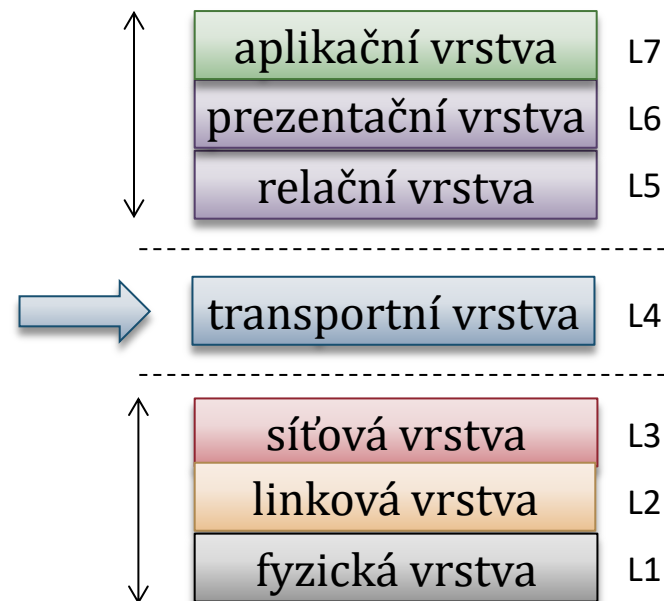 aplikační vrstva L7
prezentační vrstva L6
relační vrstva L5
transportní vrstva L4
síťová vrstva L3
linková vrstva L2
fyzická vrstva L1